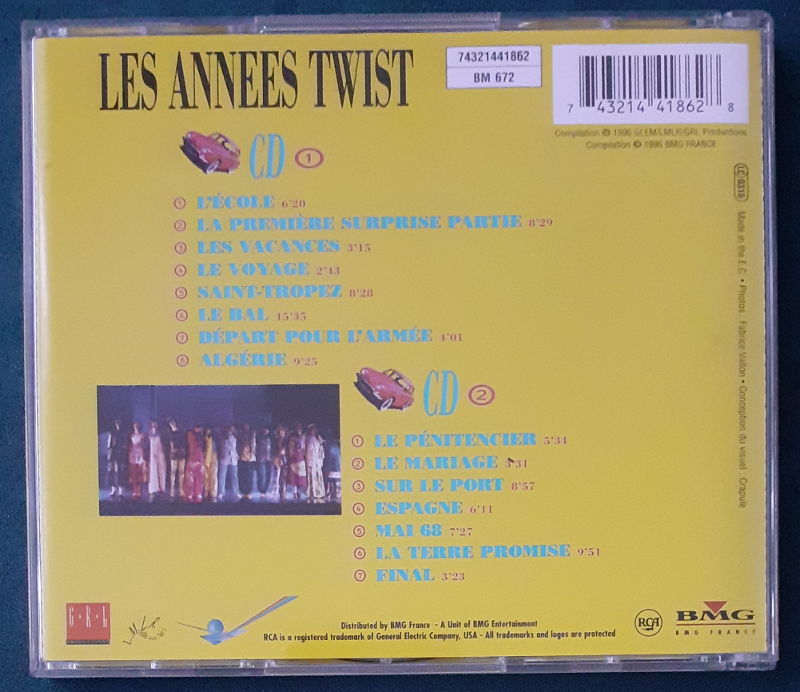 LES ANNEES TWIST
74321441862
BM 672
7 43214 41862 8
Compilation ℗ 1996 GLEM/LMLR/GRL Productions
Compilation © 1996 BMG FRANCE
CD 1
1 L'ÉCOLE 6'20
2 LA PREMIÈRE SURPRISE PARTIE 8'29
3 LES VACANCES 3'15
4 LE VOYAGE 2'43
5 SAINT-TROPEZ 8'28
6 LE BAL 15'35
7 DÉPART POUR L'ARMÉE 4'01
8 ALGÉRIE 9'25
CD 2
1 LE PÉNITENCIER 5'34
2 LE MARIAGE 3'31
3 SUR LE PORT 8'57
4 ESPAGNE 6'11
5 MAI 68 7'27
6 LA TERRE PROMISE 9'51
7 FINAL 3'23
LC 0316
Made in the E.C. • Photos : Fabrice Vallon • Conception du visuel : Crapule
G R L
Distributed by BMG France - A Unit of BMG Entertainment
RCA is a registered trademark of General Electric Company, USA - All trademarks and logos are protected
RCA
BMG
BMG FRANCE